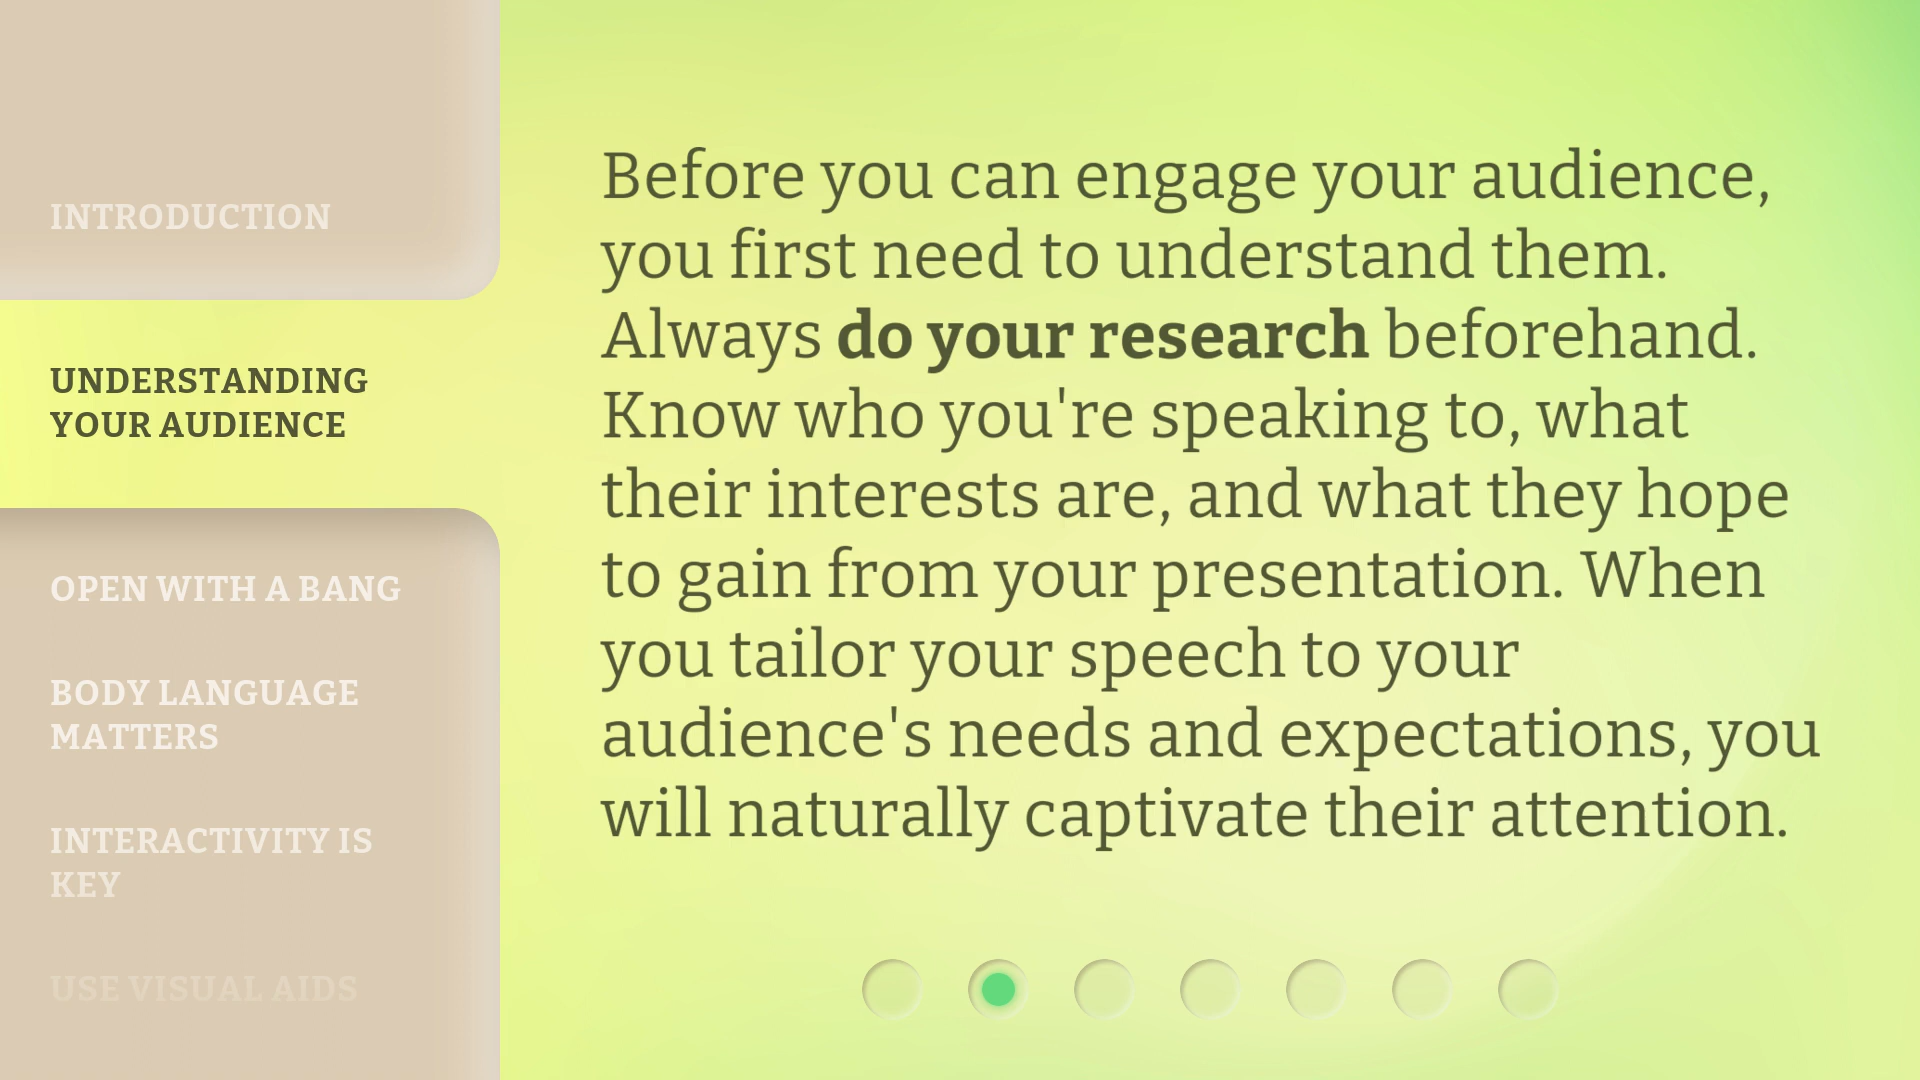 INTRODUCTION
UNDERSTANDING
YOUR AUDIENCE
OPEN WITH A BANG
BODY LANGUAGE
MATTERS
INTERACTIVITY IS
KEY
USE VISUAL AIDS
Before you can engage your audience,
you first need to understand them.
Always do your research beforehand.
Know who you're speaking to, what
their interests are, and what they hope
to gain from your presentation. When
you tailor your speech to your
audience's needs and expectations, you
will naturally captivate their attention.